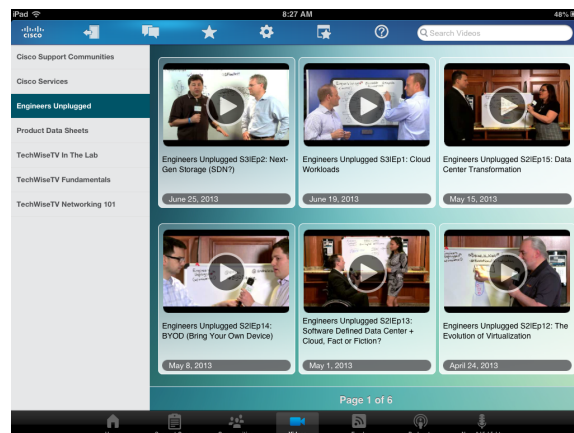 iPad
8:27 AM
48%
CISCO
Search Videos
Cisco Support Communities
Cisco Services
Engineers Unplugged
Product Data Sheets
TechWiseTV In The Lab
TechWiseTV Fundamentals
TechWiseTV Networking 101
Engineers Unplugged S3|Ep2: Next-
Gen Storage (SDN?)
June 25, 2013
Engineers Unplugged S3|Ep1: Cloud
Workloads
June 19, 2013
Engineers Unplugged S2|Ep15: Data
Center Transformation
May 15, 2013
Engineers Unplugged S2|Ep14:
BYOD (Bring Your Own Device)
May 8, 2013
Engineers Unplugged S2|Ep13:
Software Defined Data Center +
Cloud, Fact or Fiction?
May 1, 2013
Engineers Unplugged S2|Ep12: The
Evolution of Virtualization
April 24, 2013
Page 1 of 6